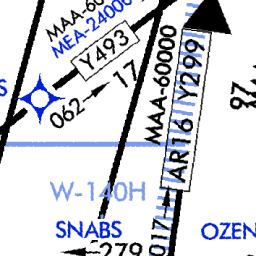 MAA-60
MEA-24000
Y493
17
062
S
MAA-60000
AR16 Y299
97
W-140H
017
SNABS
OZEN
279